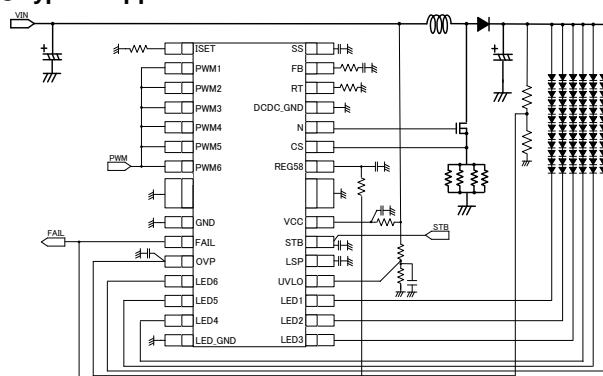 VIN
ISET
SS
PWM1
FB
PWM2
RT
PWM3
DCDC_GND
PWM4
N
PWM5
CS
PWM
PWM6
REG58
GND
VCC
FAIL
FAIL
STB
STB
OVP
LSP
LED6
UVLO
LED5
LED1
LED4
LED2
LED_GND
LED3